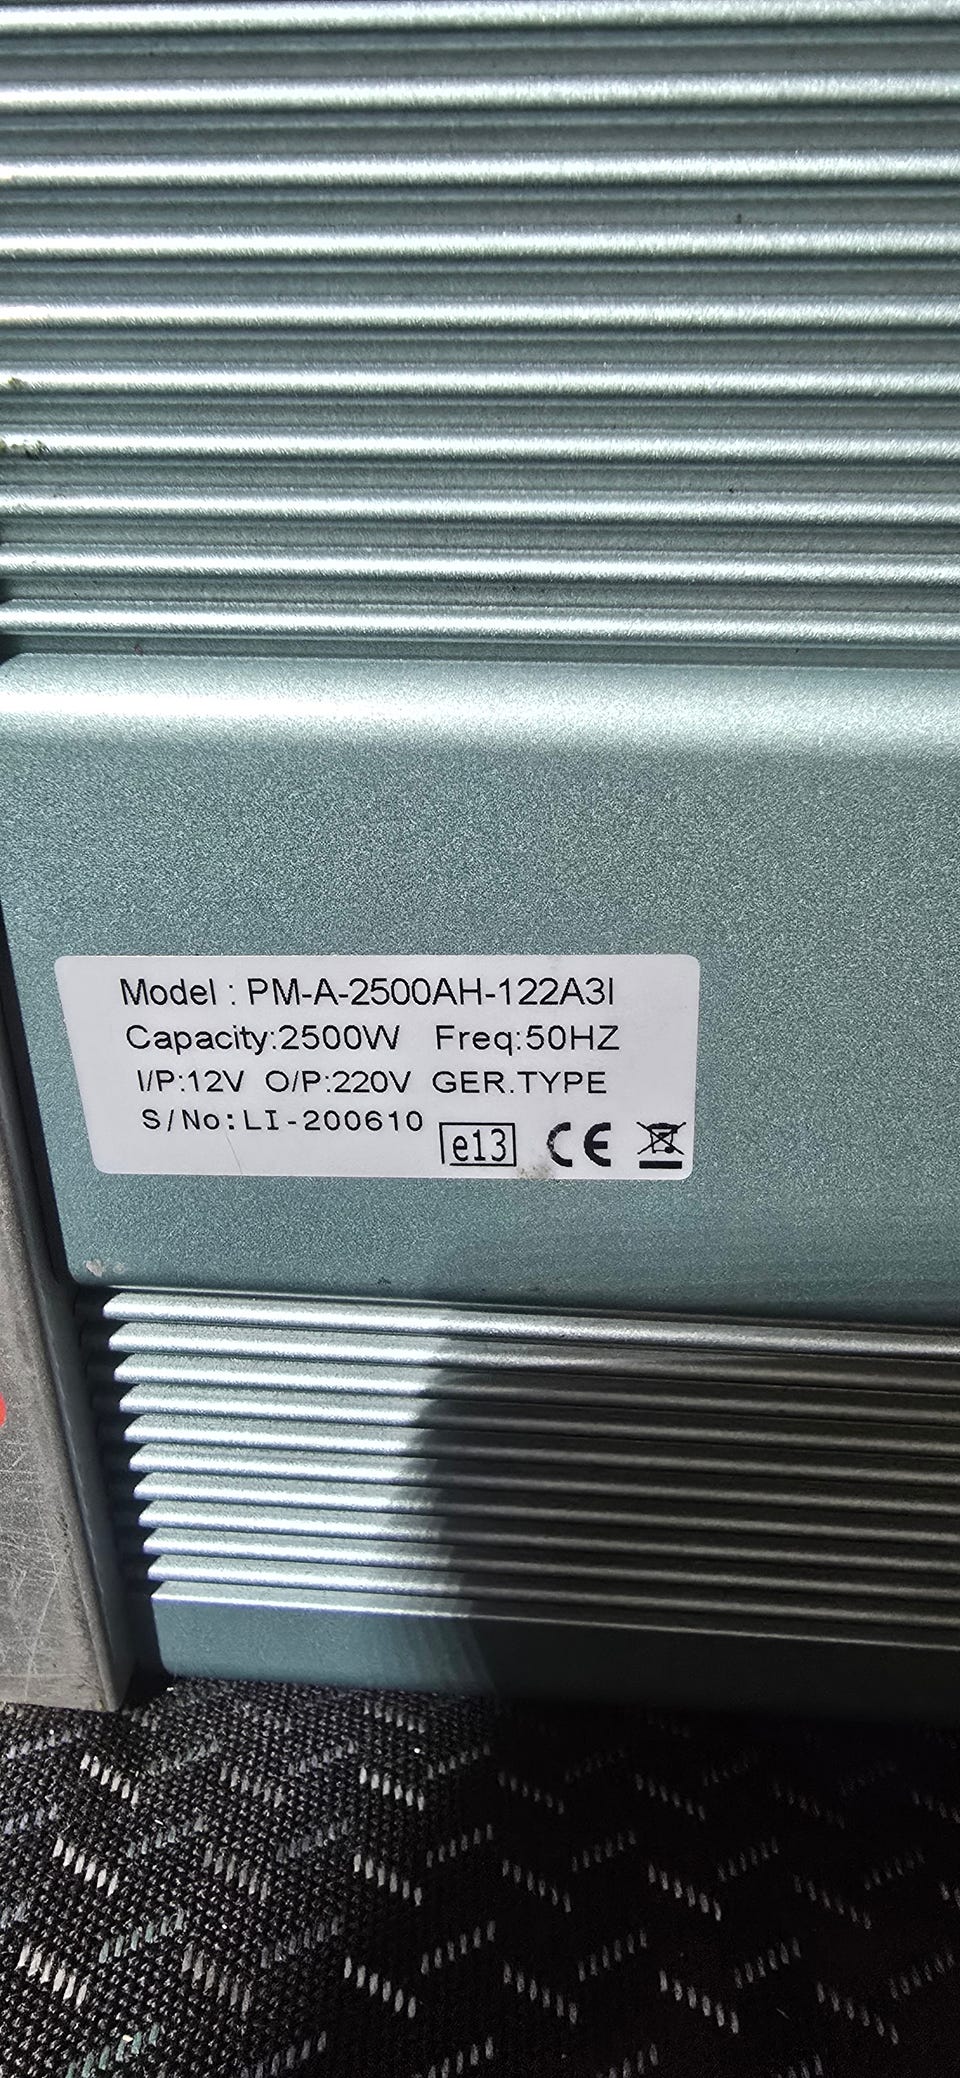 Model : PM-A-2500AH-122A3I
Capacity:2500W Freq:50HZ
I/P:12V O/P:220V GER.TYPE
S/No:LI-200610
e13 CE